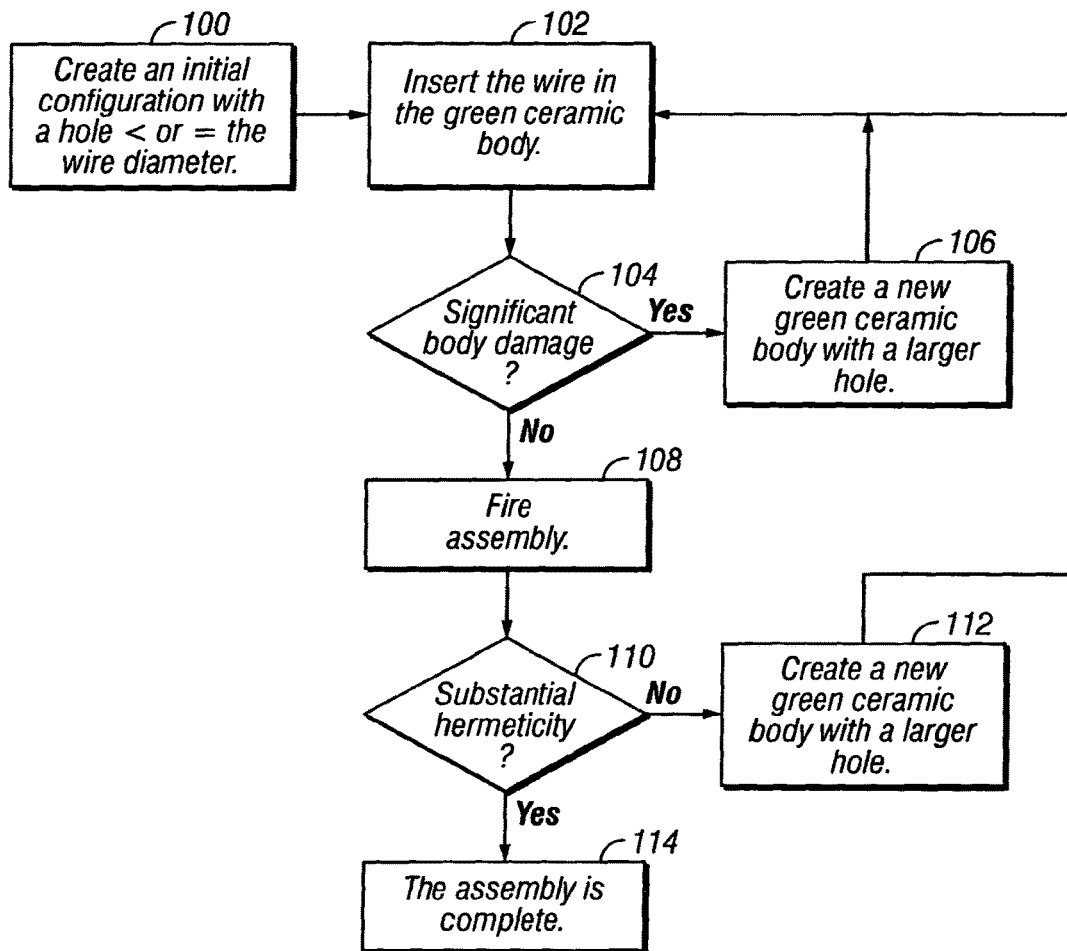 100
Create an initial
configuration with
a hole < or = the
wire diameter.
102
Insert the wire in
the green ceramic
body.
104
Significant
body damage
?
Yes
106
Create a new
green ceramic
body with a larger
hole.
No
108
Fire
assembly.
110
Substantial
hermeticity
?
No
112
Create a new
green ceramic
body with a larger
hole.
Yes
114
The assembly is
complete.